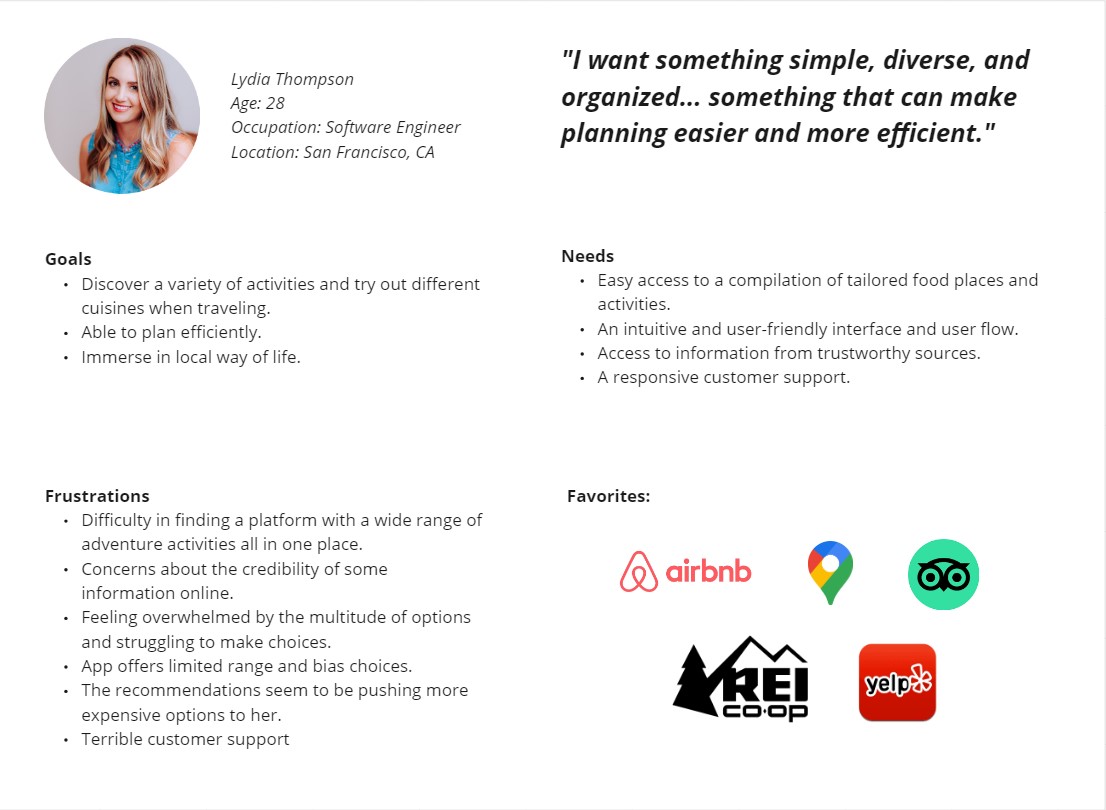 Lydia Thompson
Age: 28
Occupation: Software Engineer
Location: San Francisco, CA
"I want something simple, diverse, and
organized... something that can make
planning easier and more efficient."
Goals
• Discover a variety of activities and try out different
cuisines when traveling.
• Able to plan efficiently.
• Immerse in local way of life.
Needs
• Easy access to a compilation of tailored food places and
activities.
• An intuitive and user-friendly interface and user flow.
• Access to information from trustworthy sources.
• A responsive customer support.
Frustrations
• Difficulty in finding a platform with a wide range of
adventure activities all in one place.
• Concerns about the credibility of some
information online.
• Feeling overwhelmed by the multitude of options
and struggling to make choices.
• App offers limited range and bias choices.
• The recommendations seem to be pushing more
expensive options to her.
• Terrible customer support
Favorites:
airbnb
REI
co·op
yelp